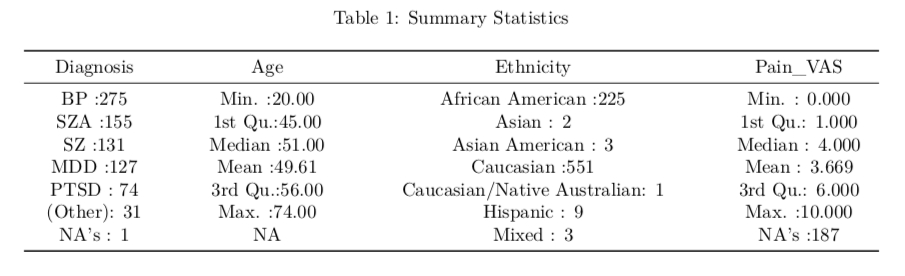 Table 1: Summary Statistics
Diagnosis Age Ethnicity Pain_VAS
BP :275 Min. :20.00 African American :225 Min. : 0.000
SZA :155 1st Qu.:45.00 Asian : 2 1st Qu.: 1.000
SZ :131 Median :51.00 Asian American : 3 Median : 4.000
MDD :127 Mean :49.61 Caucasian :551 Mean : 3.669
PTSD : 74 3rd Qu.:56.00 Caucasian/Native Australian: 1 3rd Qu.: 6.000
(Other): 31 Max. :74.00 Hispanic : 9 Max. :10.000
NA's : 1 NA Mixed : 3 NA's :187